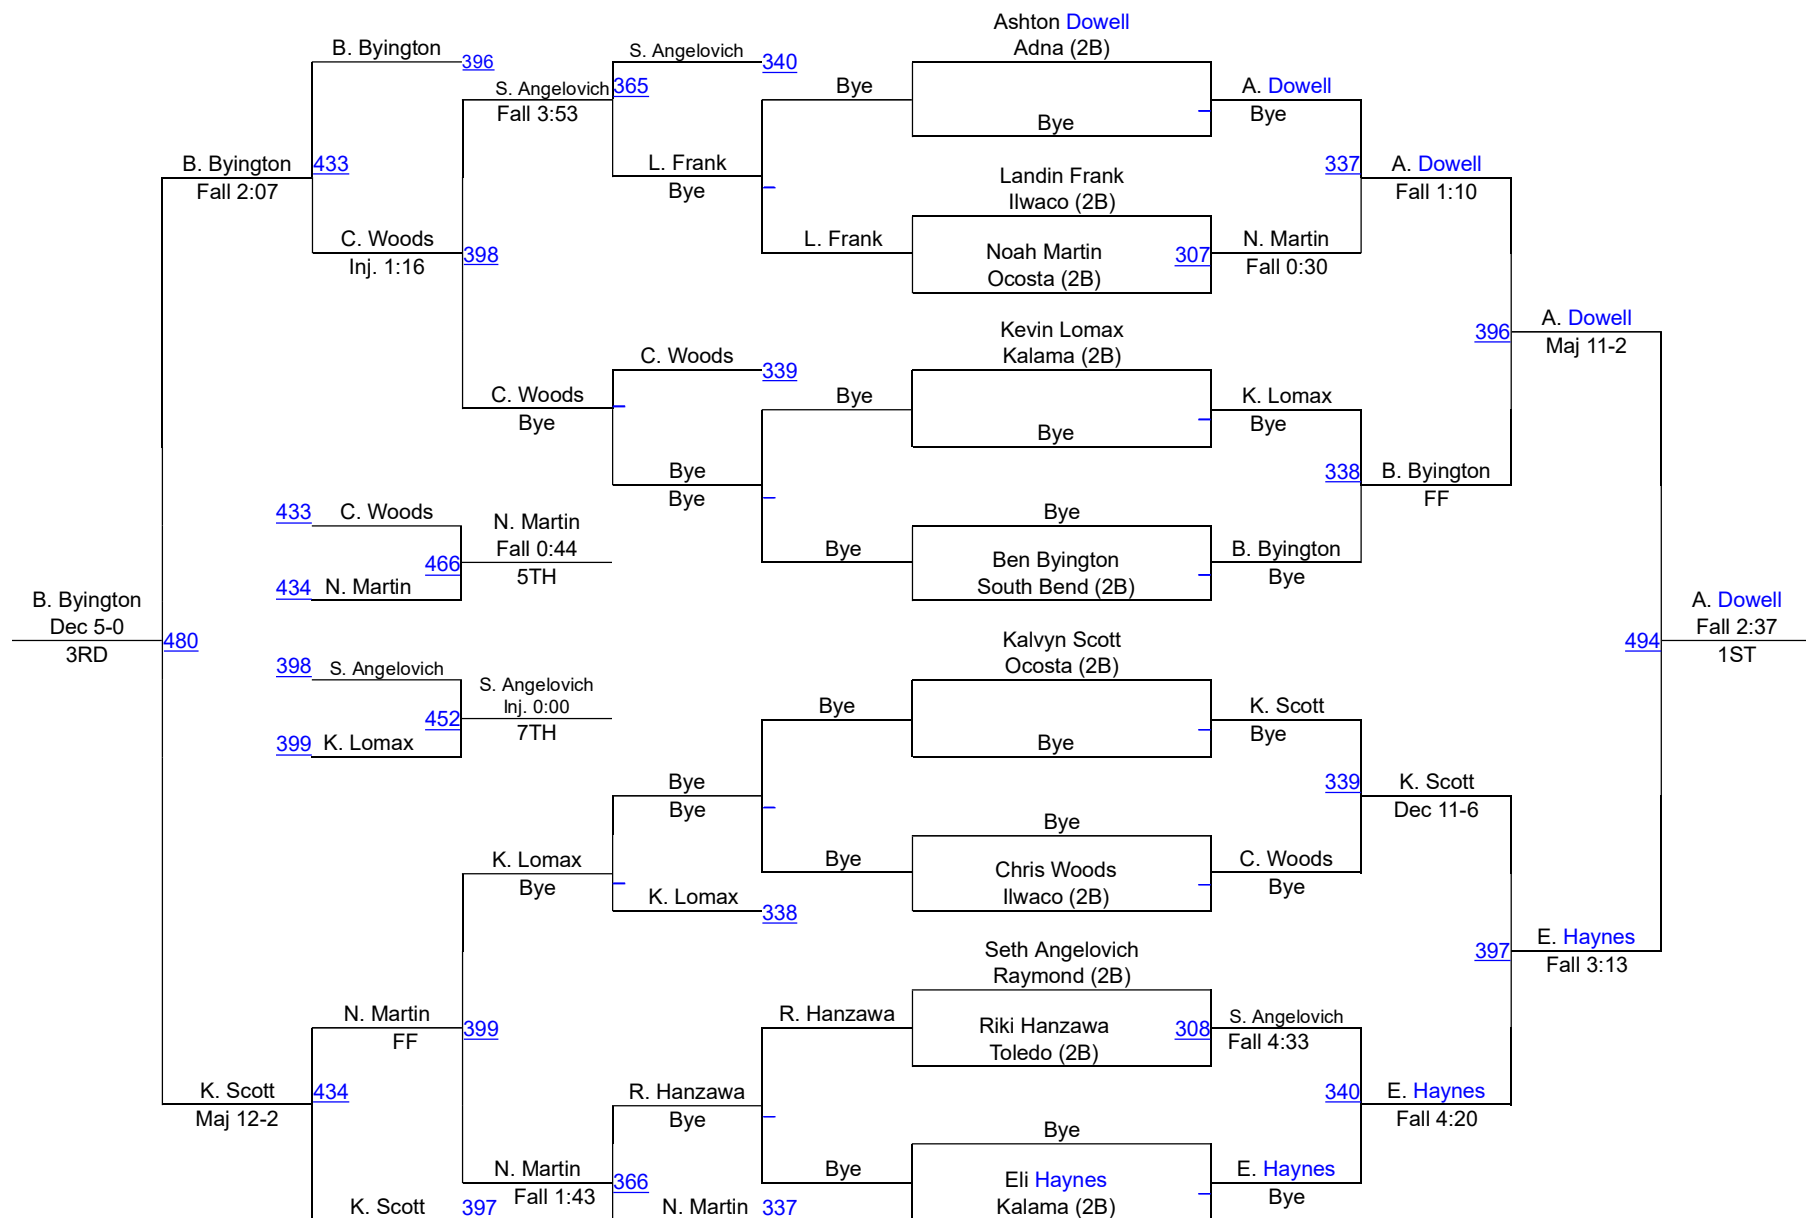 Ashton Dowell
B. Byington
S. Angelovich
Adna (2B)
396
340
S. Angelovich
365
Bye
A. Dowell
Fall 3:53
Bye
Bye
B. Byington
433
L. Frank
337
A. Dowell
Fall 2:07
Bye
Landin Frank
Fall 1:10
Ilwaco (2B)
C. Woods
398
L. Frank
Noah Martin
307
N. Martin
Inj. 1:16
Ocosta (2B)
Fall 0:30
Kevin Lomax
396
A. Dowell
C. Woods
339
Kalama (2B)
Maj 11-2
C. Woods
Bye
K. Lomax
Bye
Bye
Bye
Bye
338
B. Byington
Bye
FF
433
C. Woods
N. Martin
Bye
Fall 0:44
Bye
Ben Byington
B. Byington
466
5TH
South Bend (2B)
Bye
434
N. Martin
B. Byington
A. Dowell
Dec 5-0
Fall 2:37
3RD
480
Kalvyn Scott
494
1ST
398
S. Angelovich
Ocosta (2B)
S. Angelovich
Inj. 0:00
Bye
K. Scott
452
7TH
Bye
Bye
399
K. Lomax
Bye
339
K. Scott
Bye
Dec 11-6
Bye
K. Lomax
Bye
Chris Woods
C. Woods
Bye
Ilwaco (2B)
Bye
K. Lomax
338
Seth Angelovich
397
E. Haynes
Raymond (2B)
Fall 3:13
N. Martin
399
R. Hanzawa
Riki Hanzawa
308
S. Angelovich
FF
Toledo (2B)
Fall 4:33
K. Scott
434
R. Hanzawa
340
E. Haynes
Maj 12-2
Bye
Bye
Fall 4:20
N. Martin
366
Bye
Eli Haynes
E. Haynes
Fall 1:43
Kalama (2B)
Bye
K. Scott
397
N. Martin
337